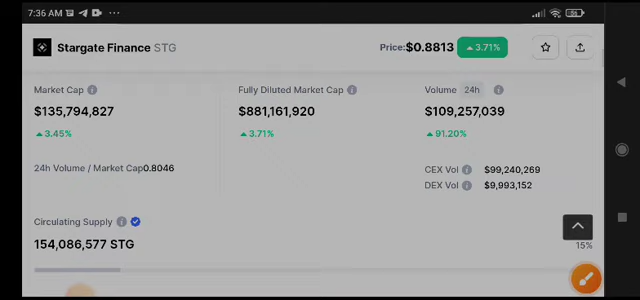 7:36 AM
Stargate Finance STG
Price:$0.8813 3.71%
Market Cap
$135,794,827
3.45%
Fully Diluted Market Cap
$881,161,920
3.71%
Volume 24h
$109,257,039
91.20%
24h Volume / Market Cap0.8046
CEX Vol $99,240,269
DEX Vol $9,993,152
Circulating Supply
154,086,577 STG
15%